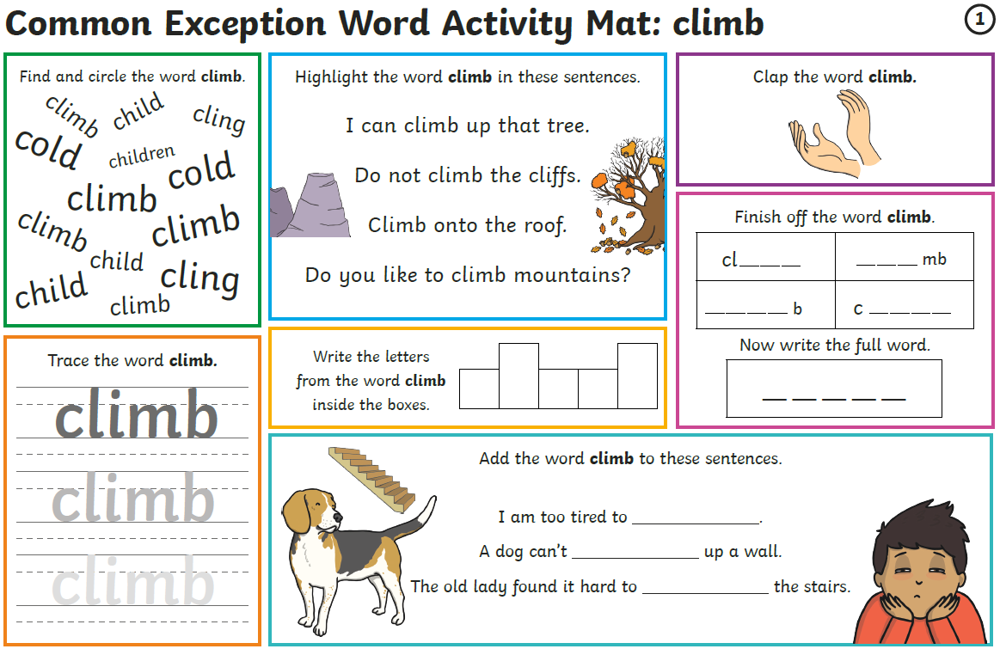 Common Exception Word Activity Mat: climb
1
Find and circle the word climb.
climb
child
cling
cold
children
cold
climb
climb
climb
child
cling
child
climb
Highlight the word climb in these sentences.
I can climb up that tree.
Do not climb the cliffs.
Climb onto the roof.
Do you like to climb mountains?
Clap the word climb.
Finish off the word climb.
cl_ _ _
_ _ _ mb
_ _ _ _ b
c _ _ _ _
Now write the full word.
_ _ _ _ _
Trace the word climb.
climb
climb
climb
Write the letters
from the word climb
inside the boxes.
Add the word climb to these sentences.
I am too tired to ______________.
A dog can't ______________ up a wall.
The old lady found it hard to ______________ the stairs.